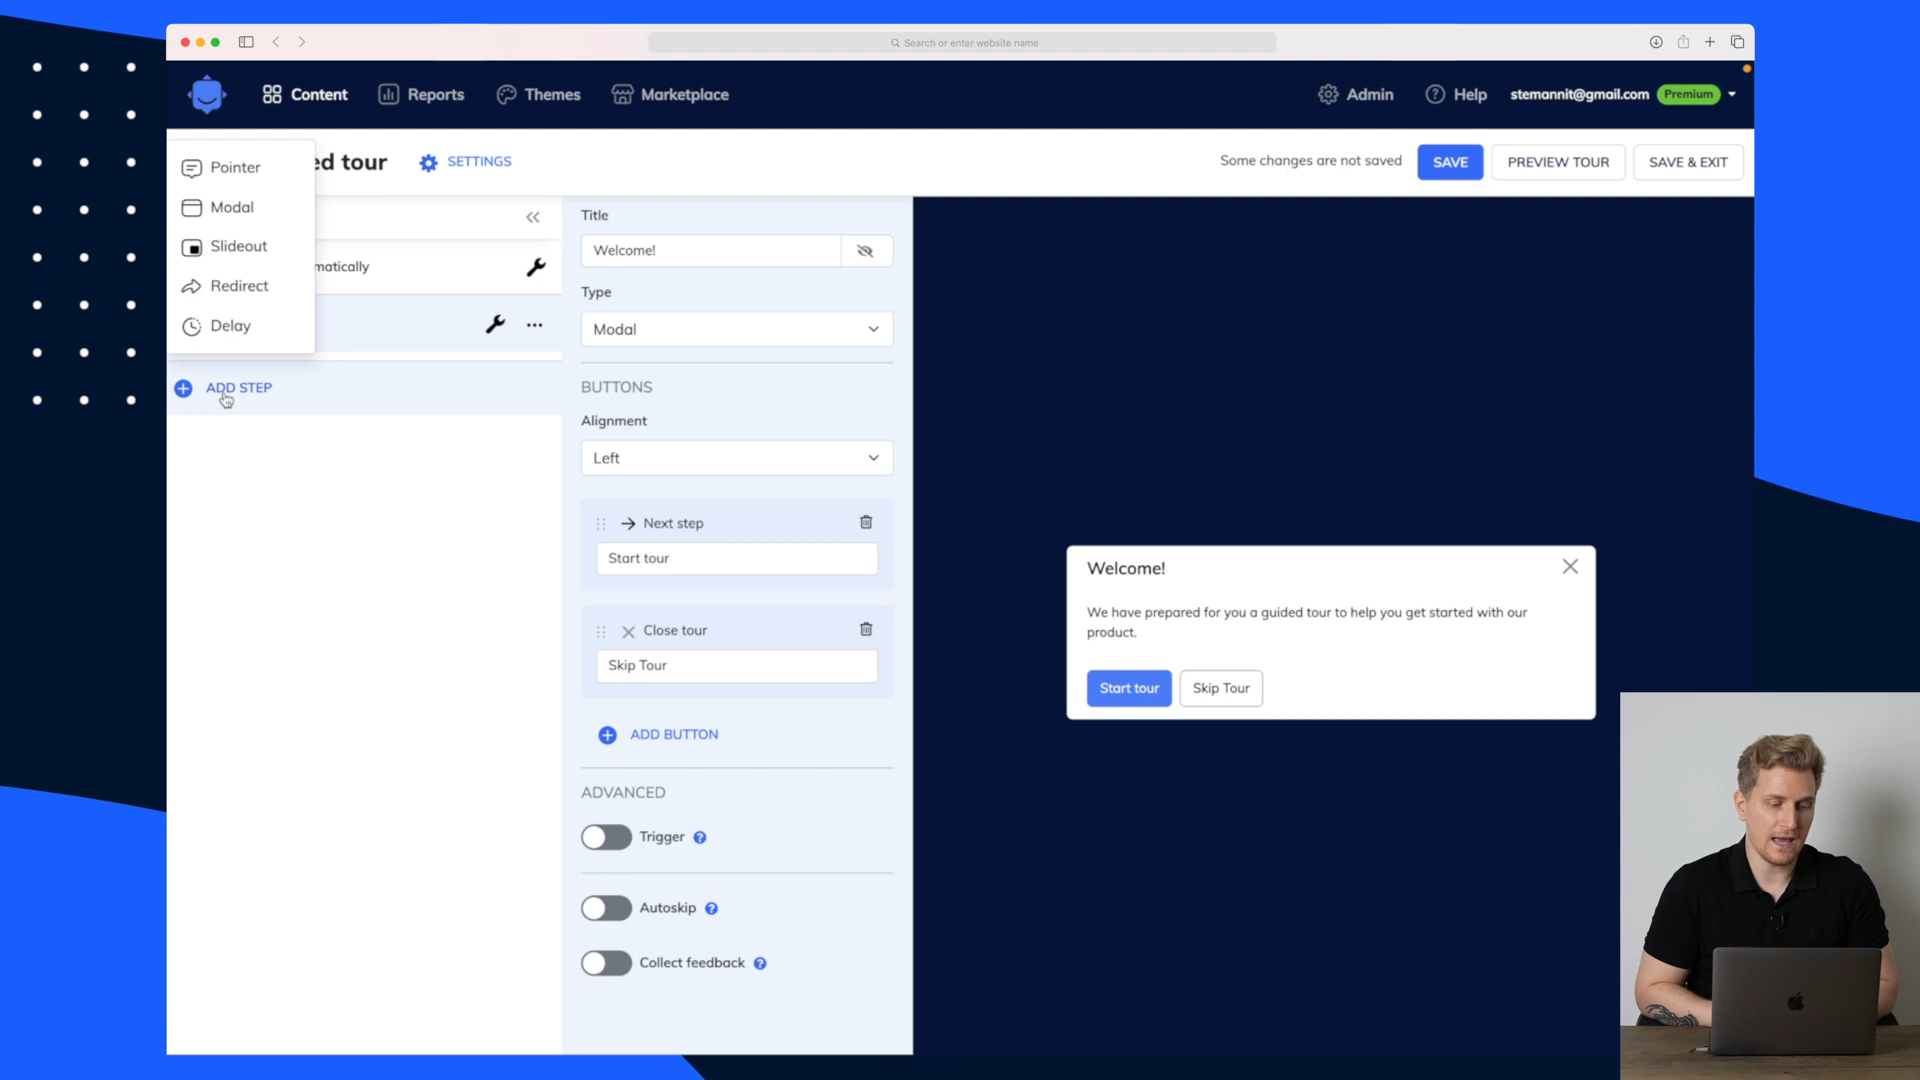 Search or enter website name
Content
Reports
Themes
Marketplace
Admin
Help
stemannit@gmail.com
Premium
ed tour
SETTINGS
Some changes are not saved
SAVE
PREVIEW TOUR
SAVE & EXIT
Pointer
Modal
Slideout
Redirect
Delay
matically
ADD STEP
Title
Welcome!
Type
Modal
BUTTONS
Alignment
Left
Next step
Start tour
Close tour
Skip Tour
ADD BUTTON
ADVANCED
Trigger
Autoskip
Collect feedback
Welcome!
We have prepared for you a guided tour to help you get started with our
product.
Start tour
Skip Tour